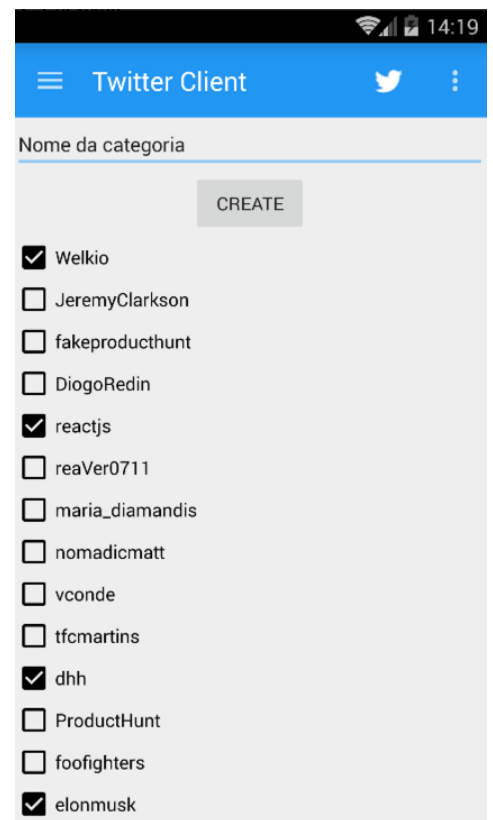 14:19
Twitter Client
Nome da categoria
CREATE
Welkio
JeremyClarkson
fakeproducthunt
DiogoRedin
reactjs
reaVer0711
maria_diamandis
nomadicmatt
vconde
tfcmartins
dhh
ProductHunt
foofighters
elonmusk